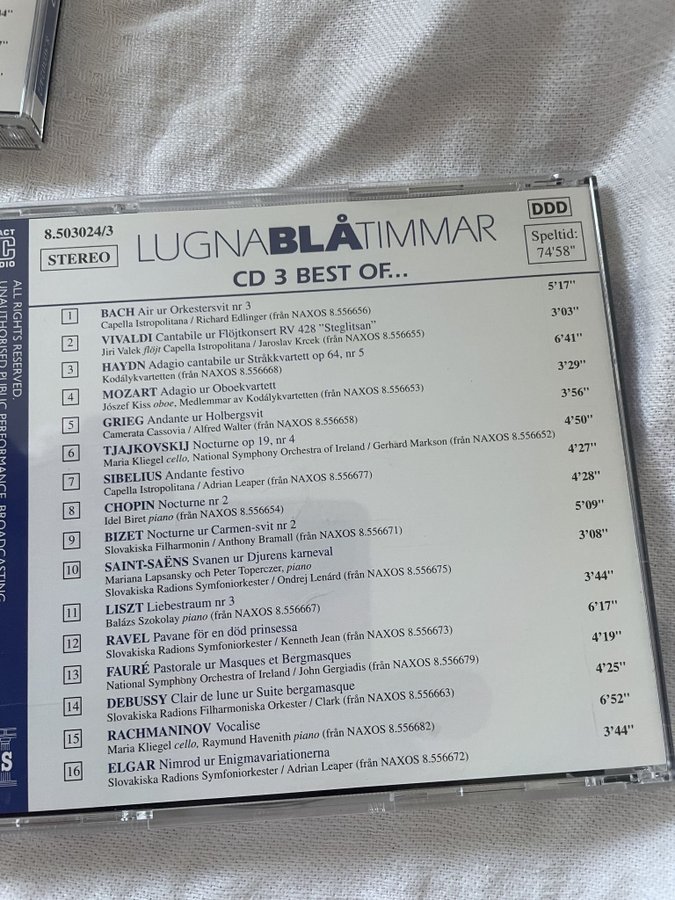 8.503024/3
STEREO
LUGNABLÅTIMMAR
CD 3 BEST OF...
DDD
Speltid:
74'58"
1 BACH Air ur Orkestersvit nr 3 5'17"
Capella Istropolitana / Richard Edlinger (från NAXOS 8.556656)
2 VIVALDI Cantabile ur Flöjtkonsert RV 428 "Steglitsan" 3'03"
Jiri Valek flöjt Capella Istropolitana / Jaroslav Krcek (från NAXOS 8.556655)
3 HAYDN Adagio cantabile ur Stråkkvartett op 64, nr 5 6'41"
Kodálykvartetten (från NAXOS 8.556668)
4 MOZART Adagio ur Oboekvartett 3'29"
József Kiss oboe, Medlemmar av Kodálykvartetten (från NAXOS 8.556653)
5 GRIEG Andante ur Holbergsvit 3'56"
Camerata Cassovia / Alfred Walter (från NAXOS 8.556658)
6 TJAJKOVSKIJ Nocturne op 19, nr 4 4'50"
Maria Kliegel cello, National Symphony Orchestra of Ireland / Gerhard Markson (från NAXOS 8.556652)
7 SIBELIUS Andante festivo 4'27"
Capella Istropolitana / Adrian Leaper (från NAXOS 8.556677)
8 CHOPIN Nocturne nr 2 4'28"
Idel Biret piano (från NAXOS 8.556654)
9 BIZET Nocturne ur Carmen-svit nr 2 5'09"
Slovakiska Filharmonin / Anthony Bramall (från NAXOS 8.556671)
10 SAINT-SAËNS Svanen ur Djurens karneval 3'08"
Mariana Lapsansky och Peter Toperczer, piano
Slovakiska Radions Symfoniorkester / Ondrej Lenárd (från NAXOS 8.556675)
11 LISZT Liebestraum nr 3 3'44"
Balázs Szokolay piano (från NAXOS 8.556667)
12 RAVEL Pavane för en död prinsessa 6'17"
Slovakiska Radions Symfoniorkester / Kenneth Jean (från NAXOS 8.556673)
13 FAURÉ Pastorale ur Masques et Bergmasques 4'19"
National Symphony Orchestra of Ireland / John Gergiadis (från NAXOS 8.556679)
14 DEBUSSY Clair de lune ur Suite bergamasque 4'25"
Slovakiska Radions Filharmoniska Orkester / Clark (från NAXOS 8.556663)
15 RACHMANINOV Vocalise 6'52"
Maria Kliegel cello, Raymund Havenith piano (från NAXOS 8.556682)
16 ELGAR Nimrod ur Enigmavariationerna 3'44"
Slovakiska Radions Symfoniorkester / Adrian Leaper (från NAXOS 8.556672)
ALL RIGHTS RESERVED.
UNAUTHORISED PUBLIC PERFORMANCE, BROADCASTING